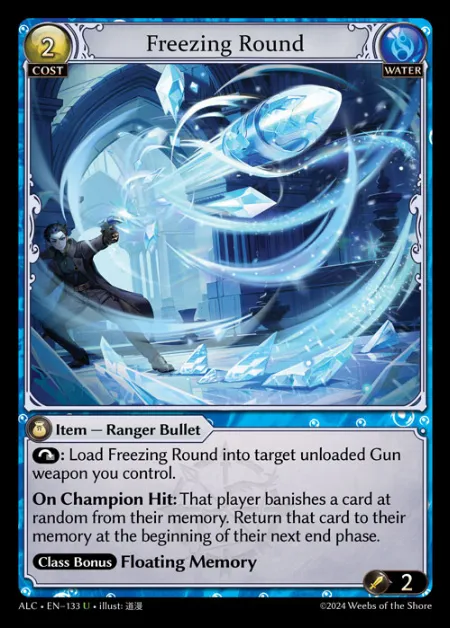 2
Freezing Round
COST
WATER
Item — Ranger Bullet
: Load Freezing Round into target unloaded Gun
weapon you control.
On Champion Hit: That player banishes a card at
random from their memory. Return that card to their
memory at the beginning of their next end phase.
Class Bonus Floating Memory
2
ALC • EN-133 U • illust: 道漫
©2024 Weebs of the Shore